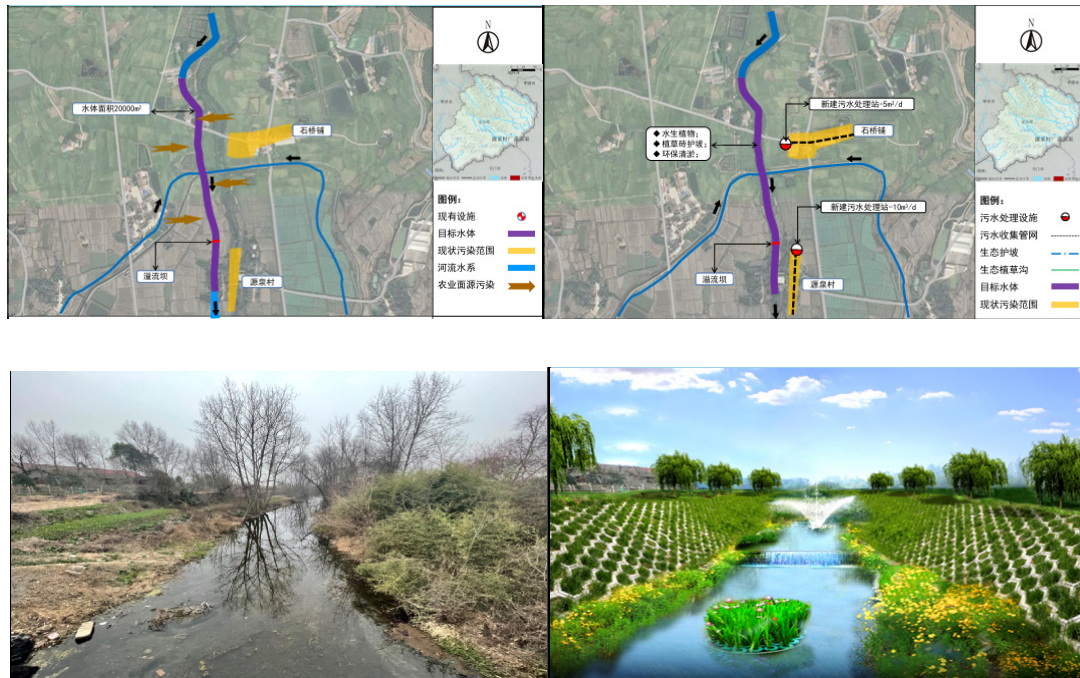 N
水体面积20000m²
石桥铺
溢流坝
源泉村
图例：
现有设施
目标水体
现状污染范围
河流水系
农业面源污染
N
新建污水处理站-5m³/d
◆ 水生植物；
◆ 植草砖护坡；
◆ 环保清淤；
石桥铺
新建污水处理站-10m³/d
溢流坝
源泉村
图例：
污水处理设施
污水收集管网
生态护坡
生态植草沟
目标水体
现状污染范围